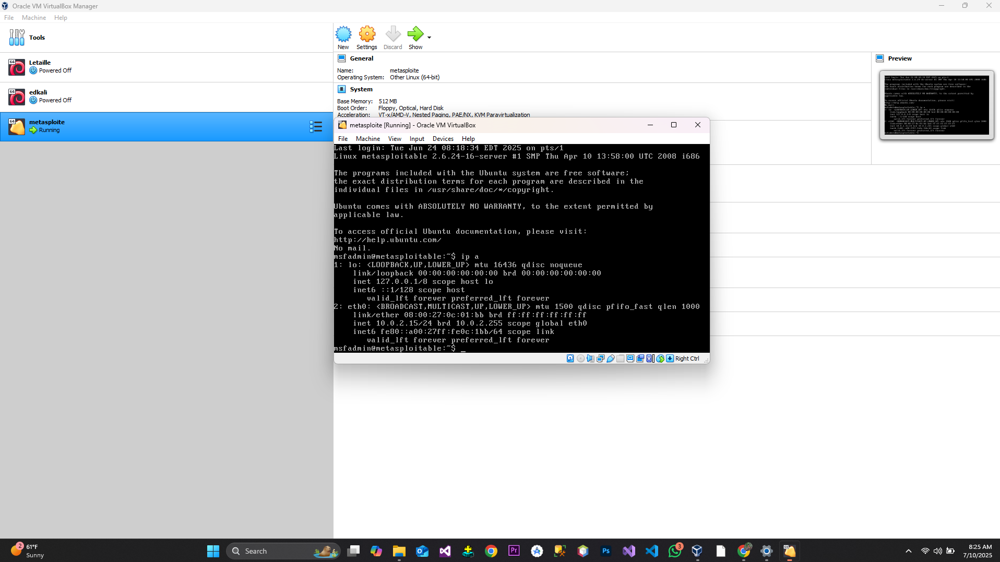 Oracle VM VirtualBox Manager
File Machine Help
Tools
New
Settings
Discard
Show
64
Letaille
Powered Off
64
edkali
Powered Off
64
metasploite
Running
General
Name: metasploite
Operating System: Other Linux (64-bit)
System
Base Memory: 512 MB
Boot Order: Floppy, Optical, Hard Disk
Acceleration: VT-x/AMD-V, Nested Paging, PAE/NX, KVM Paravirtualization
Preview
metasploite [Running] - Oracle VM VirtualBox
File Machine View Input Devices Help
Last login: Tue Jun 24 08:18:34 EDT 2025 on pts/1
Linux metasploitable 2.6.24-16-server #1 SMP Thu Apr 10 13:58:00 UTC 2008 i686
The programs included with the Ubuntu system are free software;
the exact distribution terms for each program are described in the
individual files in /usr/share/doc/*/copyright.
Ubuntu comes with ABSOLUTELY NO WARRANTY, to the extent permitted by
applicable law.
To access official Ubuntu documentation, please visit:
http://help.ubuntu.com/
No mail.
msfadmin@metasploitable:~$ ip a
1: lo: <LOOPBACK,UP,LOWER_UP> mtu 16436 qdisc noqueue
link/loopback 00:00:00:00:00:00 brd 00:00:00:00:00:00
inet 127.0.0.1/8 scope host lo
inet6 ::1/128 scope host
valid_lft forever preferred_lft forever
2: eth0: <BROADCAST,MULTICAST,UP,LOWER_UP> mtu 1500 qdisc pfifo_fast qlen 1000
link/ether 08:00:27:0c:01:bb brd ff:ff:ff:ff:ff:ff
inet 10.0.2.15/24 brd 10.0.2.255 scope global eth0
inet6 fe80::a00:27ff:fe0c:1bb/64 scope link
valid_lft forever preferred_lft forever
msfadmin@metasploitable:~$ _
Right Ctrl
2
61°F
Sunny
Search
Pr
Ps
3
8:25 AM
7/10/2025